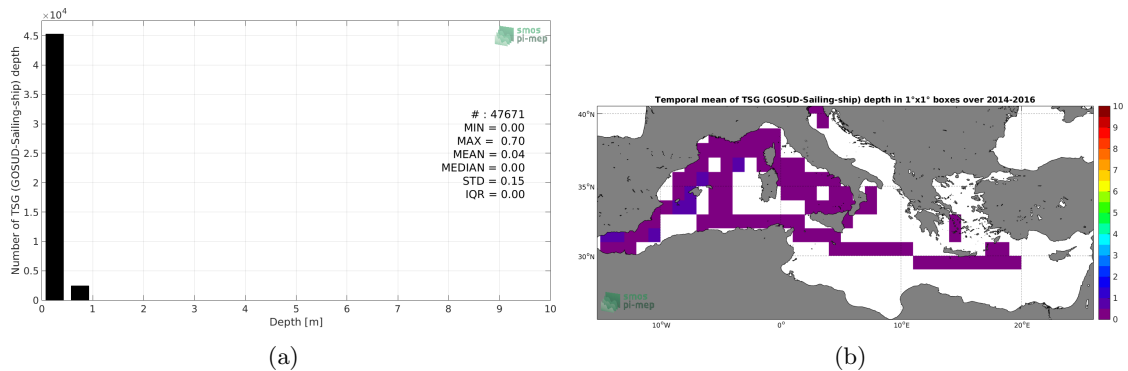 ×10⁴
4.5
4
3.5
3
2.5
2
1.5
1
0.5
0
Number of TSG (GOSUD-Sailing-ship) depth
smos
pi-mep
# : 47671
MIN = 0.00
MAX = 0.70
MEAN = 0.04
MEDIAN = 0.00
STD = 0.15
IQR = 0.00
0 1 2 3 4 5 6 7 8 9 10
Depth [m]
(a)
Temporal mean of TSG (GOSUD-Sailing-ship) depth in 1°x1° boxes over 2014-2016
40°N
35°N
30°N
smos
pi-mep
10°W 0° 10°E 20°E
10
9
8
7
6
5
4
3
2
1
0
(b)